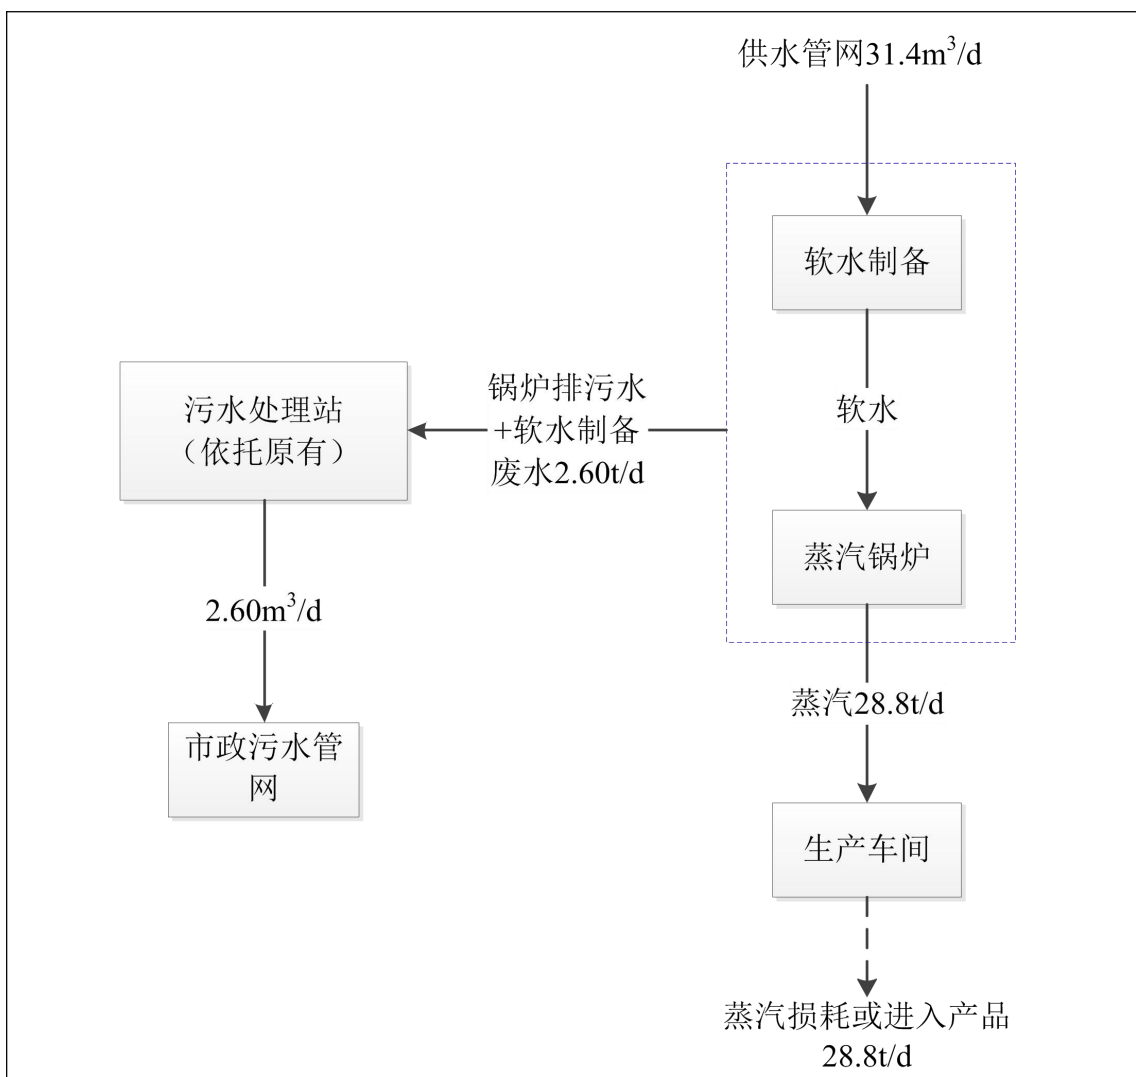 供水管网31.4m³/d
软水制备
软水
锅炉排污水
+软水制备
废水2.60t/d
污水处理站
（依托原有）
蒸汽锅炉
2.60m³/d
蒸汽28.8t/d
市政污水管
网
生产车间
蒸汽损耗或进入产品
28.8t/d